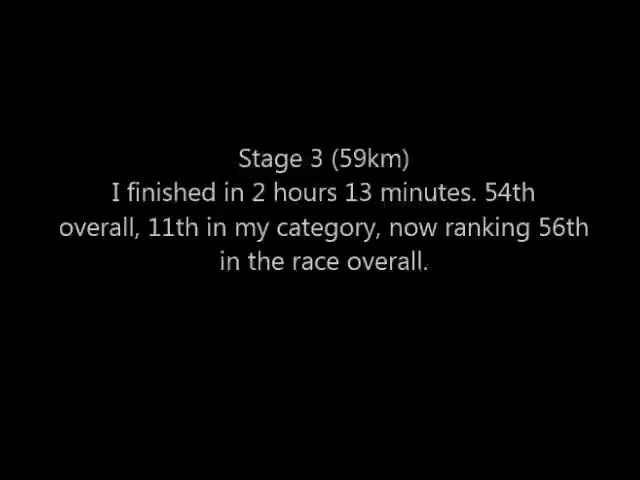 Stage 3 (59km)
I finished in 2 hours 13 minutes. 54th
overall, 11th in my category, now ranking 56th
in the race overall.